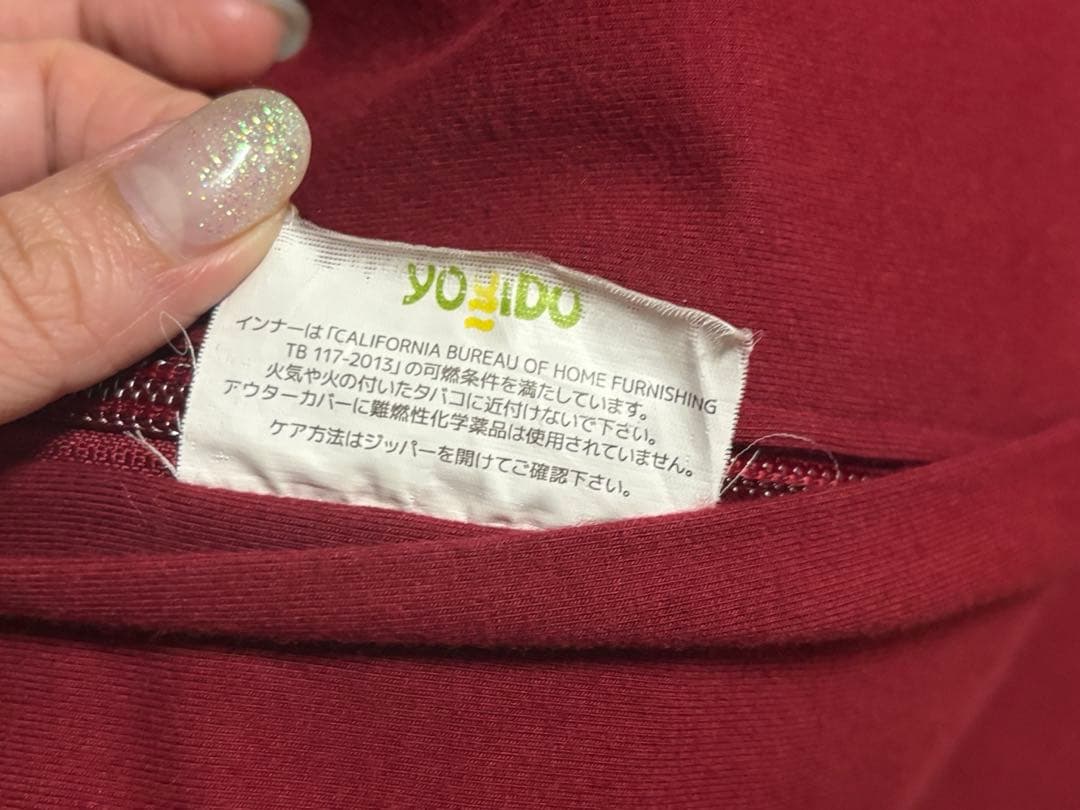 YOGiBO
インナーは「CALIFORNIA BUREAU OF HOME FURNISHING
TB 117-2013」の可燃条件を満たしています。
火気や火の付いたタバコに近付けないで下さい。
アウターカバーに難燃性化学薬品は使用されていません。
ケア方法はジッパーを開けてご確認下さい。